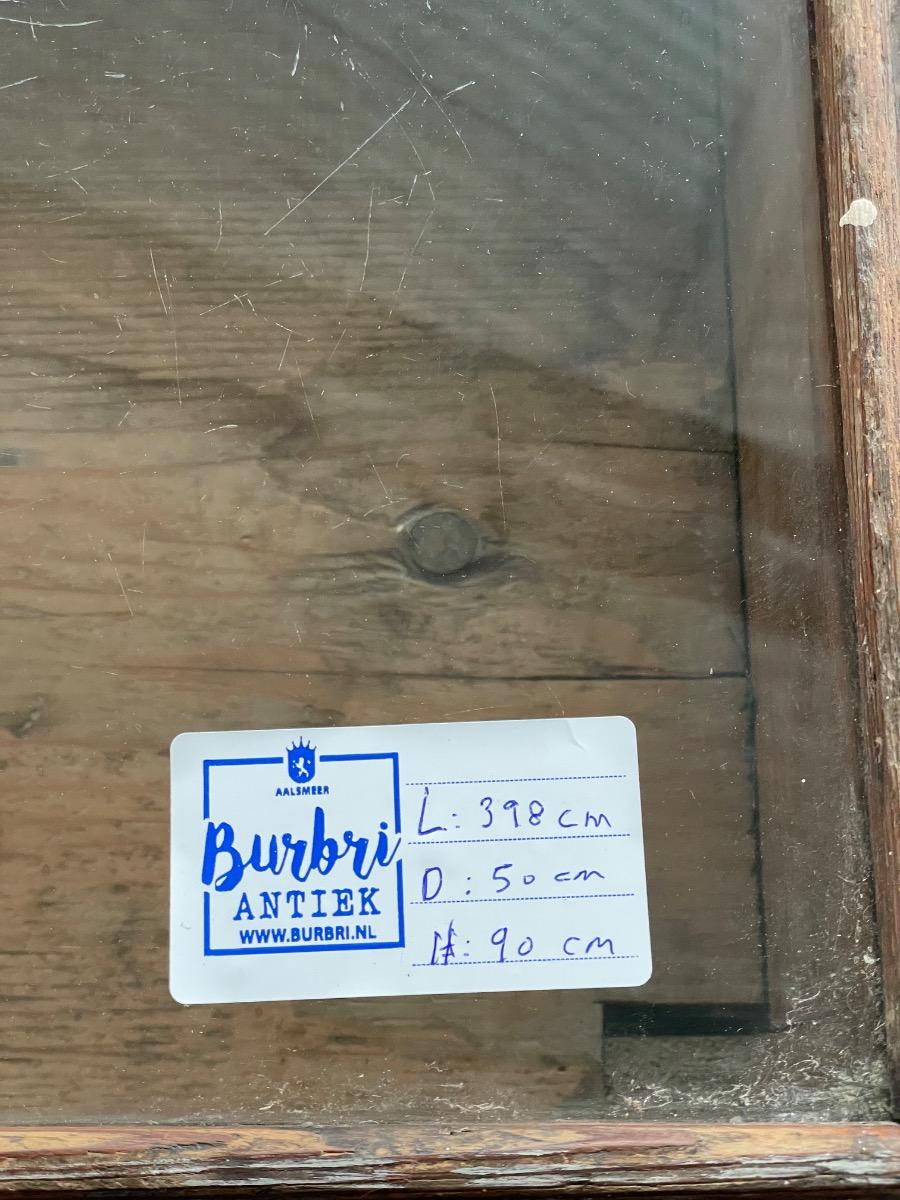 AALSMEER
Burbri
ANTIEK
WWW.BURBRI.NL
L: 398 cm
D: 50 cm
H: 90 cm